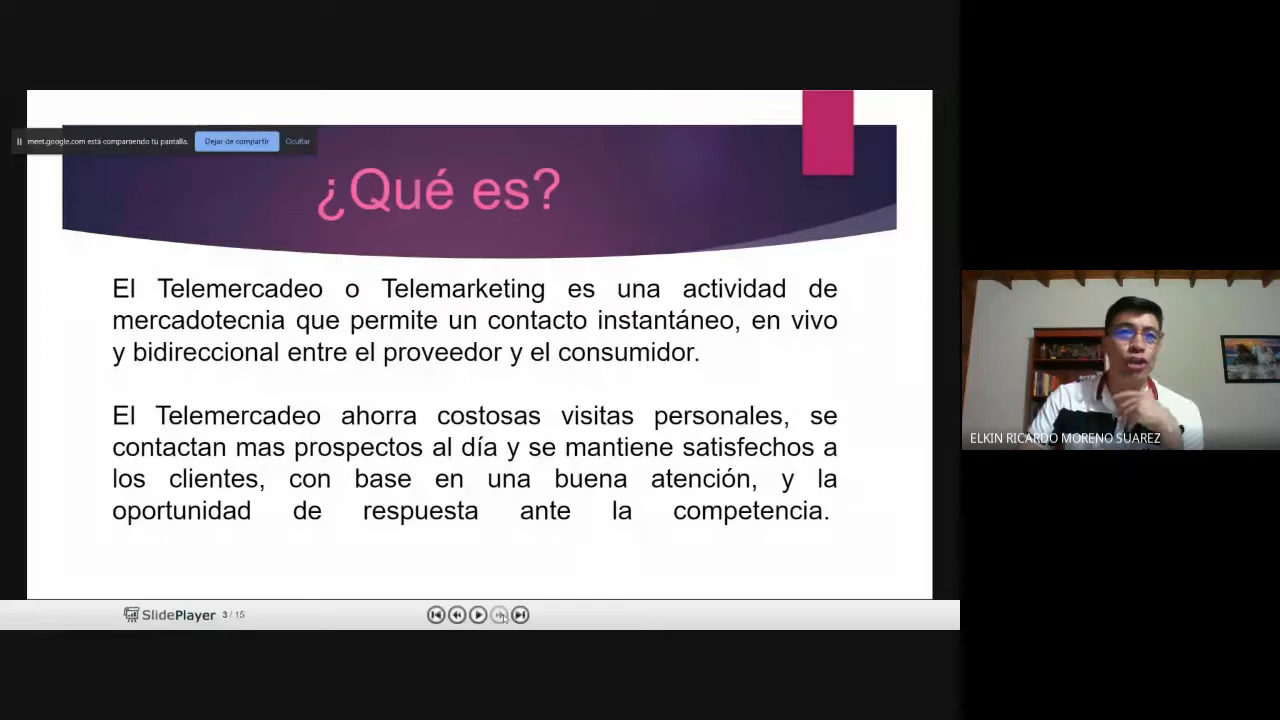 meet.google.com está compartiendo tu pantalla.
Dejar de compartir
Ocultar
¿Qué es?
El Telemercadeo o Telemarketing es una actividad de
mercadotecnia que permite un contacto instantáneo, en vivo
y bidireccional entre el proveedor y el consumidor.
El Telemercadeo ahorra costosas visitas personales, se
contactan mas prospectos al día y se mantiene satisfechos a
los clientes, con base en una buena atención, y la
oportunidad de respuesta ante la competencia.
ELKIN RICARDO MORENO SUAREZ
SlidePlayer 3 / 15